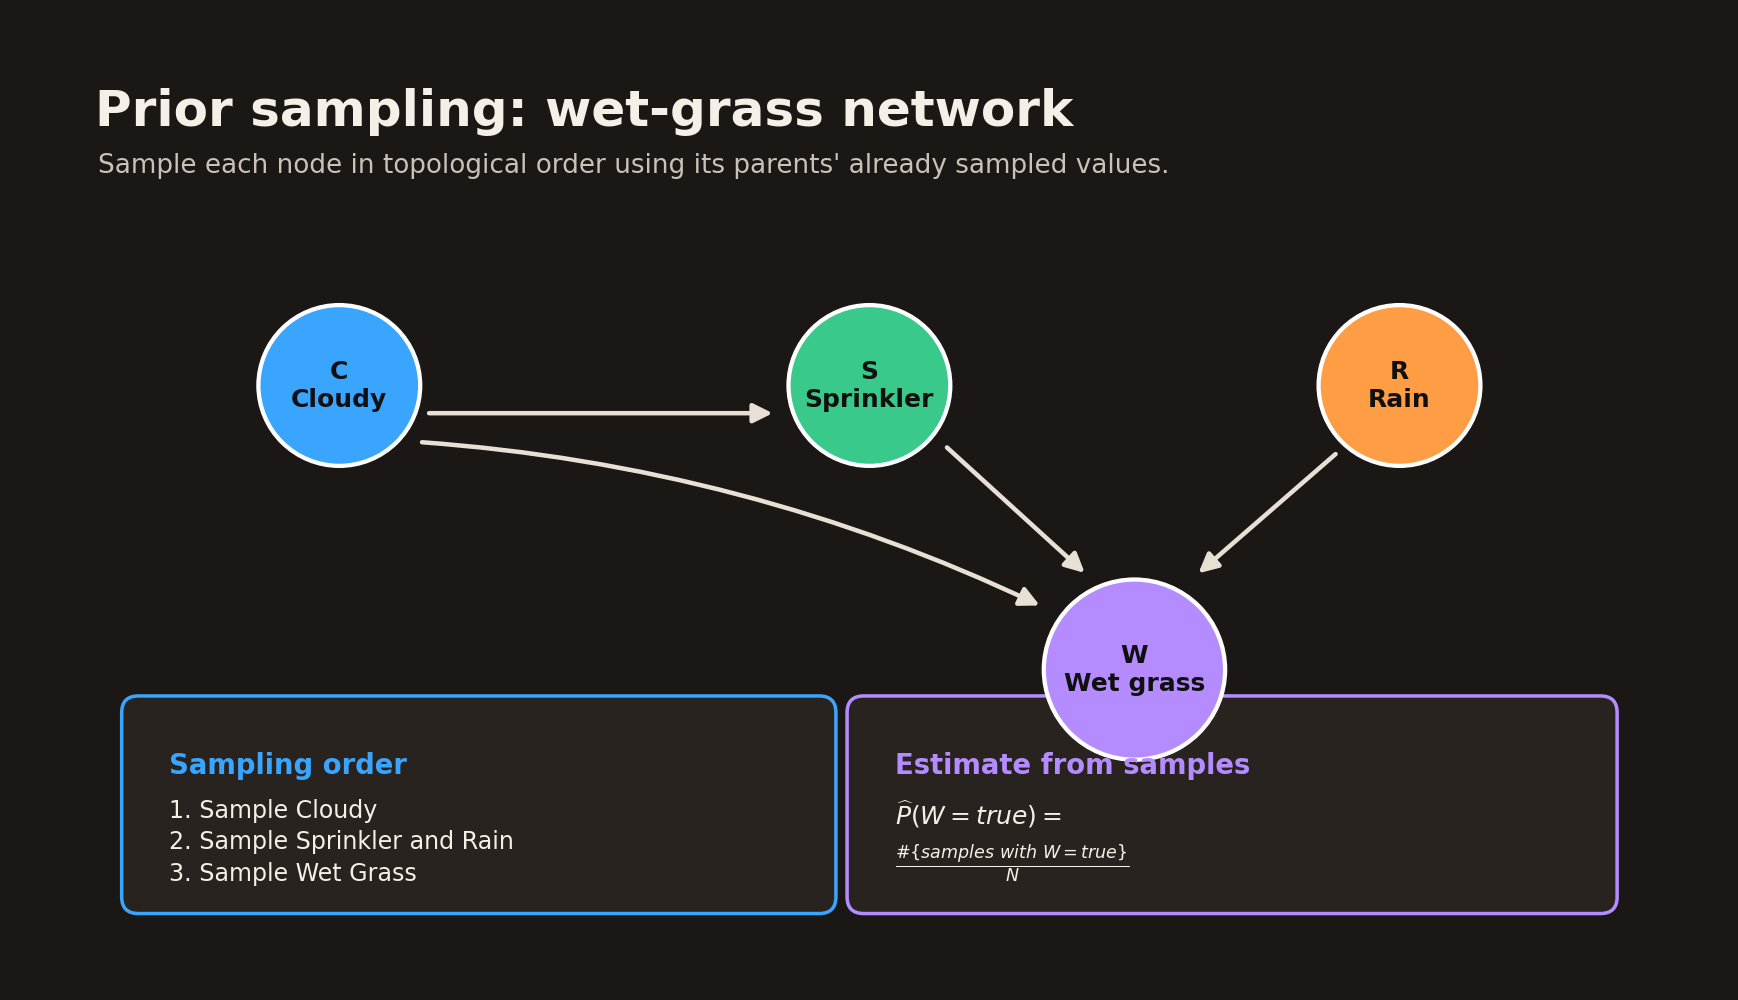 Prior sampling: wet-grass network
Sample each node in topological order using its parents' already sampled values.
C
Cloudy
S
Sprinkler
R
Rain
W
Wet grass
Sampling order
1. Sample Cloudy
2. Sample Sprinkler and Rain
3. Sample Wet Grass
Estimate from samples
P̂(W = true) =
#{samples with W = true}
N